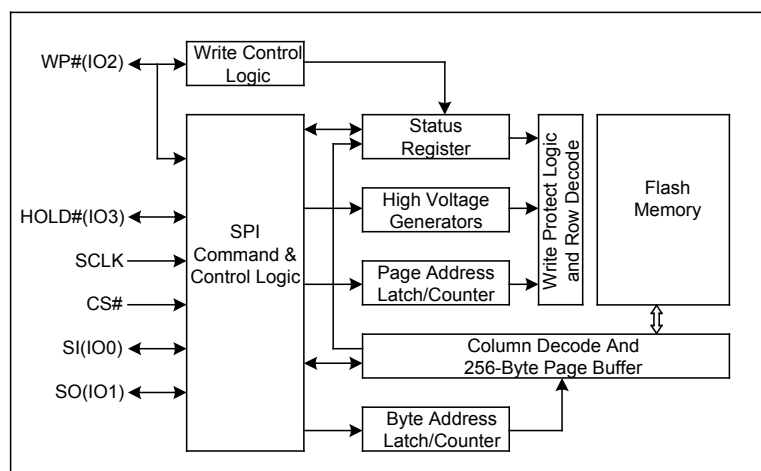 WP#(IO2)
Write Control
Logic
Status
Register
HOLD#(IO3)
SCLK
CS#
SI(IO0)
SO(IO1)
SPI
Command &
Control Logic
High Voltage
Generators
Page Address
Latch/Counter
Write Protect Logic
and Row Decode
Flash
Memory
Column Decode And
256-Byte Page Buffer
Byte Address
Latch/Counter